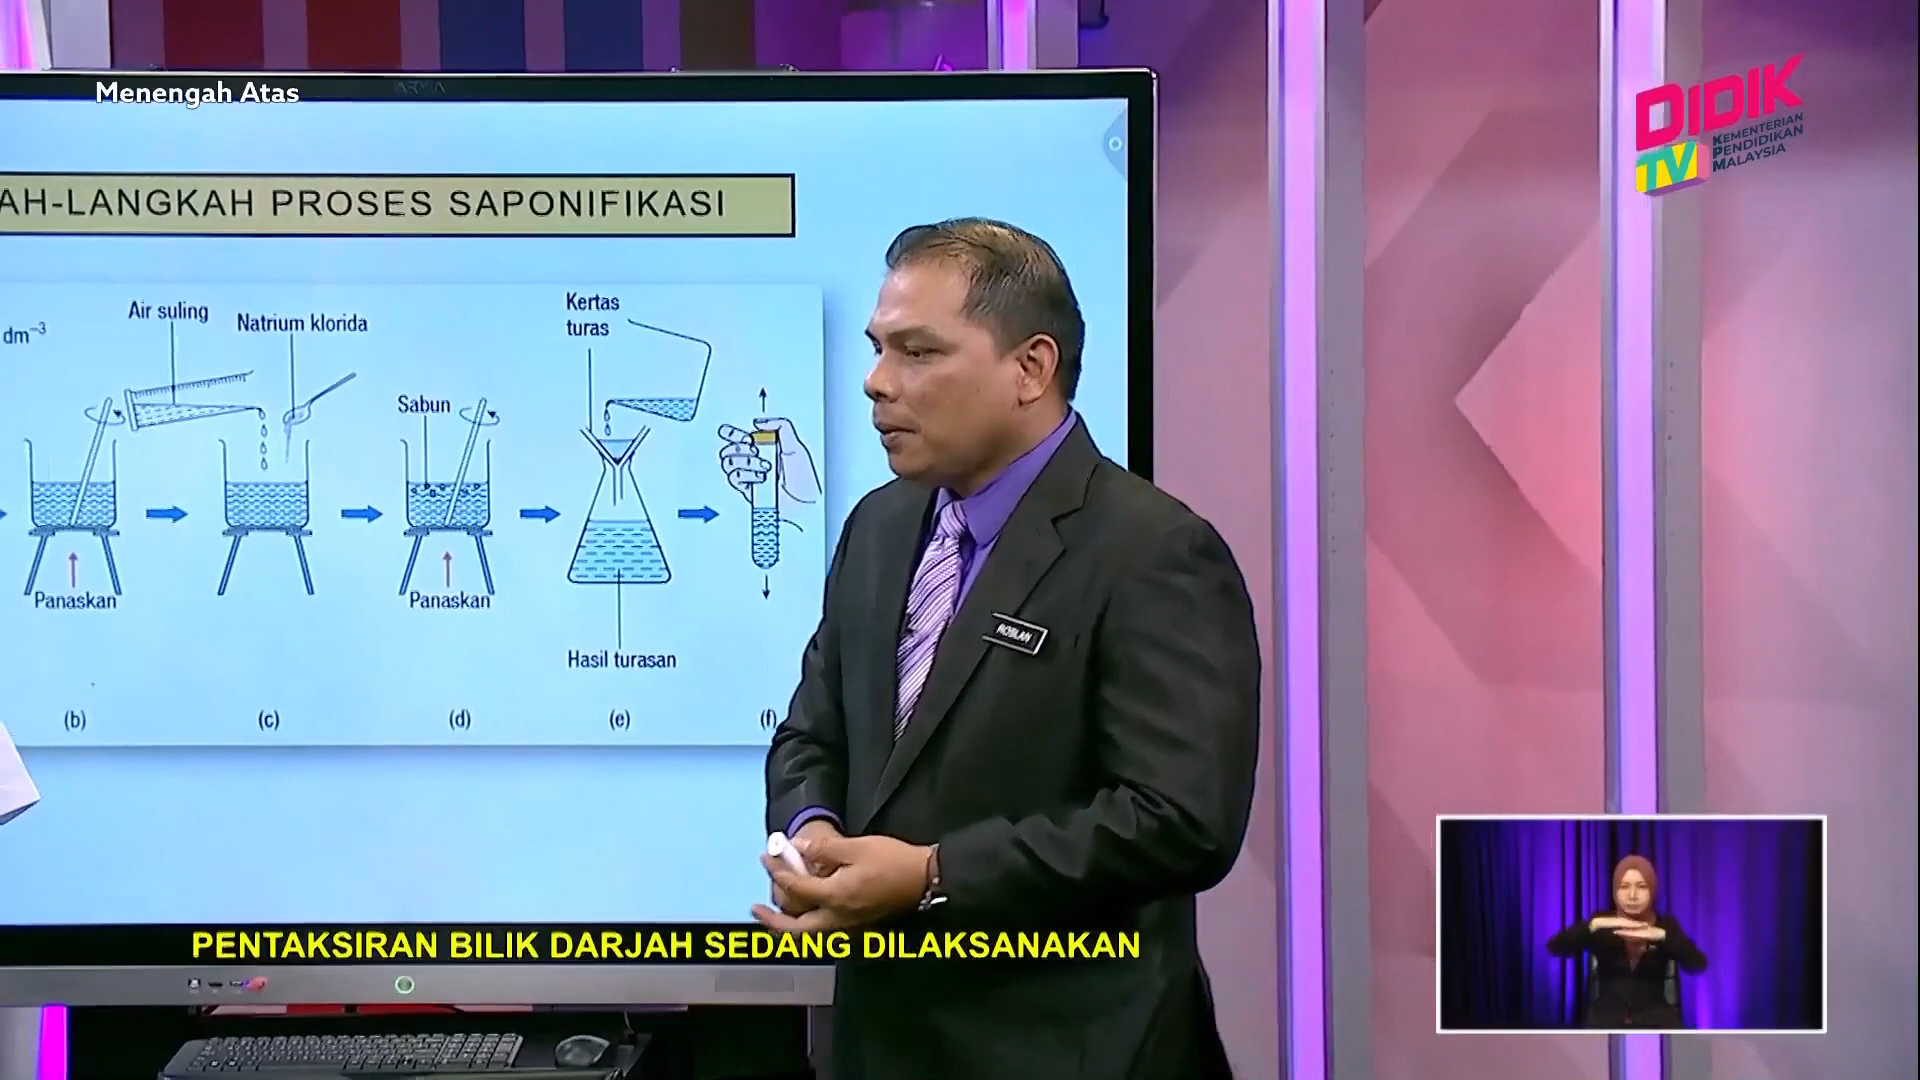 Menengah Atas
DIDIK
TV
KEMENTERIAN
PENDIDIKAN
MALAYSIA
AH-LANGKAH PROSES SAPONIFIKASI
dm⁻³
Air suling
Natrium klorida
Kertas
turas
Sabun
Panaskan
Panaskan
Hasil turasan
(b)
(c)
(d)
(e)
(f)
ROSLAN
PENTAKSIRAN BILIK DARJAH SEDANG DILAKSANAKAN